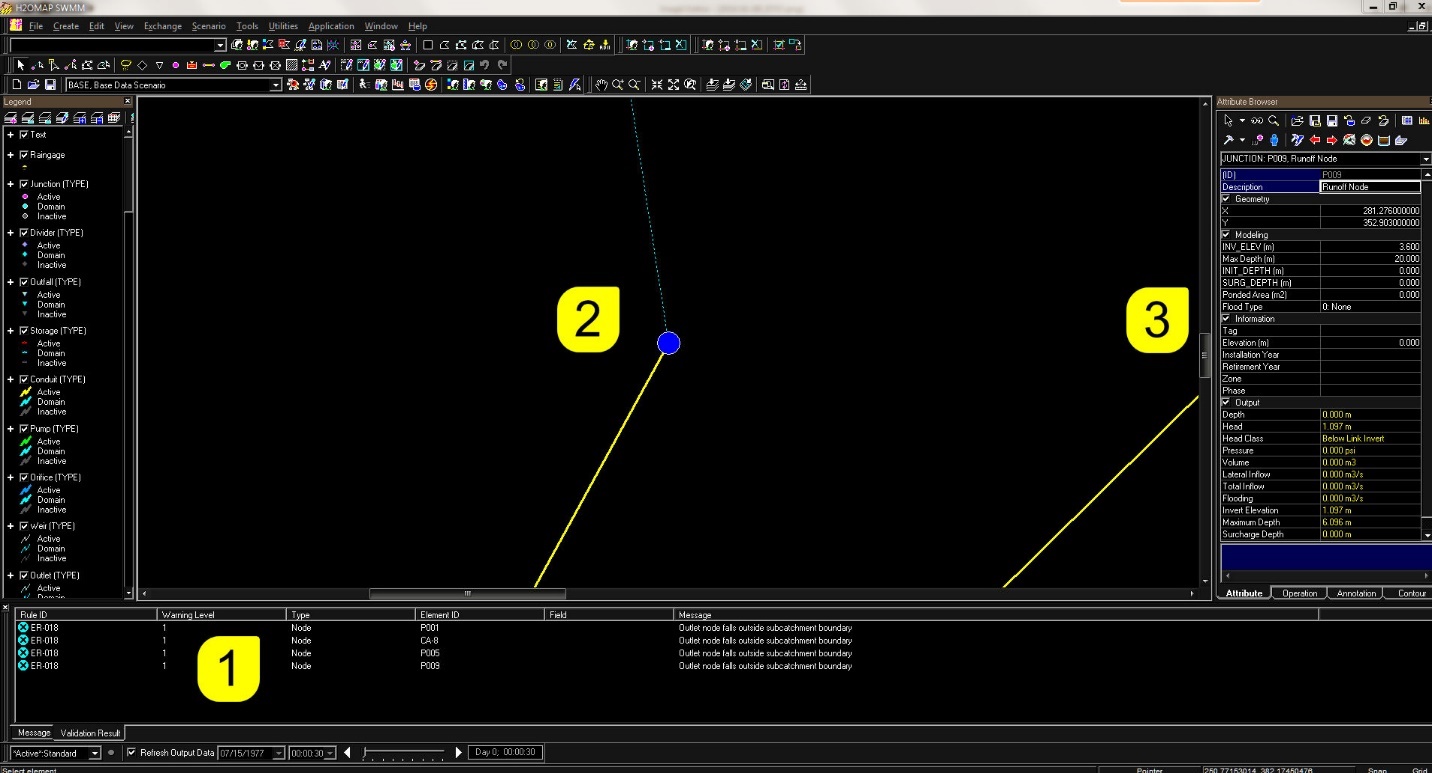 H2OMAP SWMM
File Create Edit View Exchange Scenario Tools Utilities Application Window Help
BASE, Base Data Scenario
Legend
Text
Raingage
Junction (TYPE)
Active
Domain
Inactive
Divider (TYPE)
Active
Domain
Inactive
Outfall (TYPE)
Active
Domain
Inactive
Storage (TYPE)
Active
Domain
Inactive
Conduit (TYPE)
Active
Domain
Inactive
Pump (TYPE)
Active
Domain
Inactive
Orifice (TYPE)
Active
Domain
Inactive
Weir (TYPE)
Active
Domain
Inactive
Outlet (TYPE)
Active
Domain
2
3
Attribute Browser
JUNCTION: P009, Runoff Node
(ID) P009
Description Runoff Node
Geometry
X 281.276000000
Y 352.903000000
Modeling
INV_ELEV (m) 3.600
Max Depth (m) 20.000
INIT_DEPTH (m) 0.000
SURG_DEPTH (m) 0.000
Ponded Area (m2) 0.000
Flood Type 0: None
Information
Tag
Elevation (m) 0.000
Installation Year
Retirement Year
Zone
Phase
Output
Depth 0.000 m
Head 1.097 m
Head Class Below Link Invert
Pressure 0.000 psi
Volume 0.000 m3
Lateral Inflow 0.000 m3/s
Total Inflow 0.000 m3/s
Flooding 0.000 m3/s
Invert Elevation 1.097 m
Maximum Depth 6.096 m
Surcharge Depth 0.000 m
Attribute Operation Annotation Contour
Rule ID Warning Level Type Element ID Field Message
ER-018 1 Node P001 Outlet node falls outside subcatchment boundary
ER-018 1 Node CA-8 Outlet node falls outside subcatchment boundary
ER-018 1 Node P005 Outlet node falls outside subcatchment boundary
ER-018 1 Node P009 Outlet node falls outside subcatchment boundary
1
Message Validation Result
*Active*:Standard Refresh Output Data 07/15/1977 00:00:30 Day 0; 00:00:30
Select element Pointer 250.77153014, 382.17450476 Snap Grid